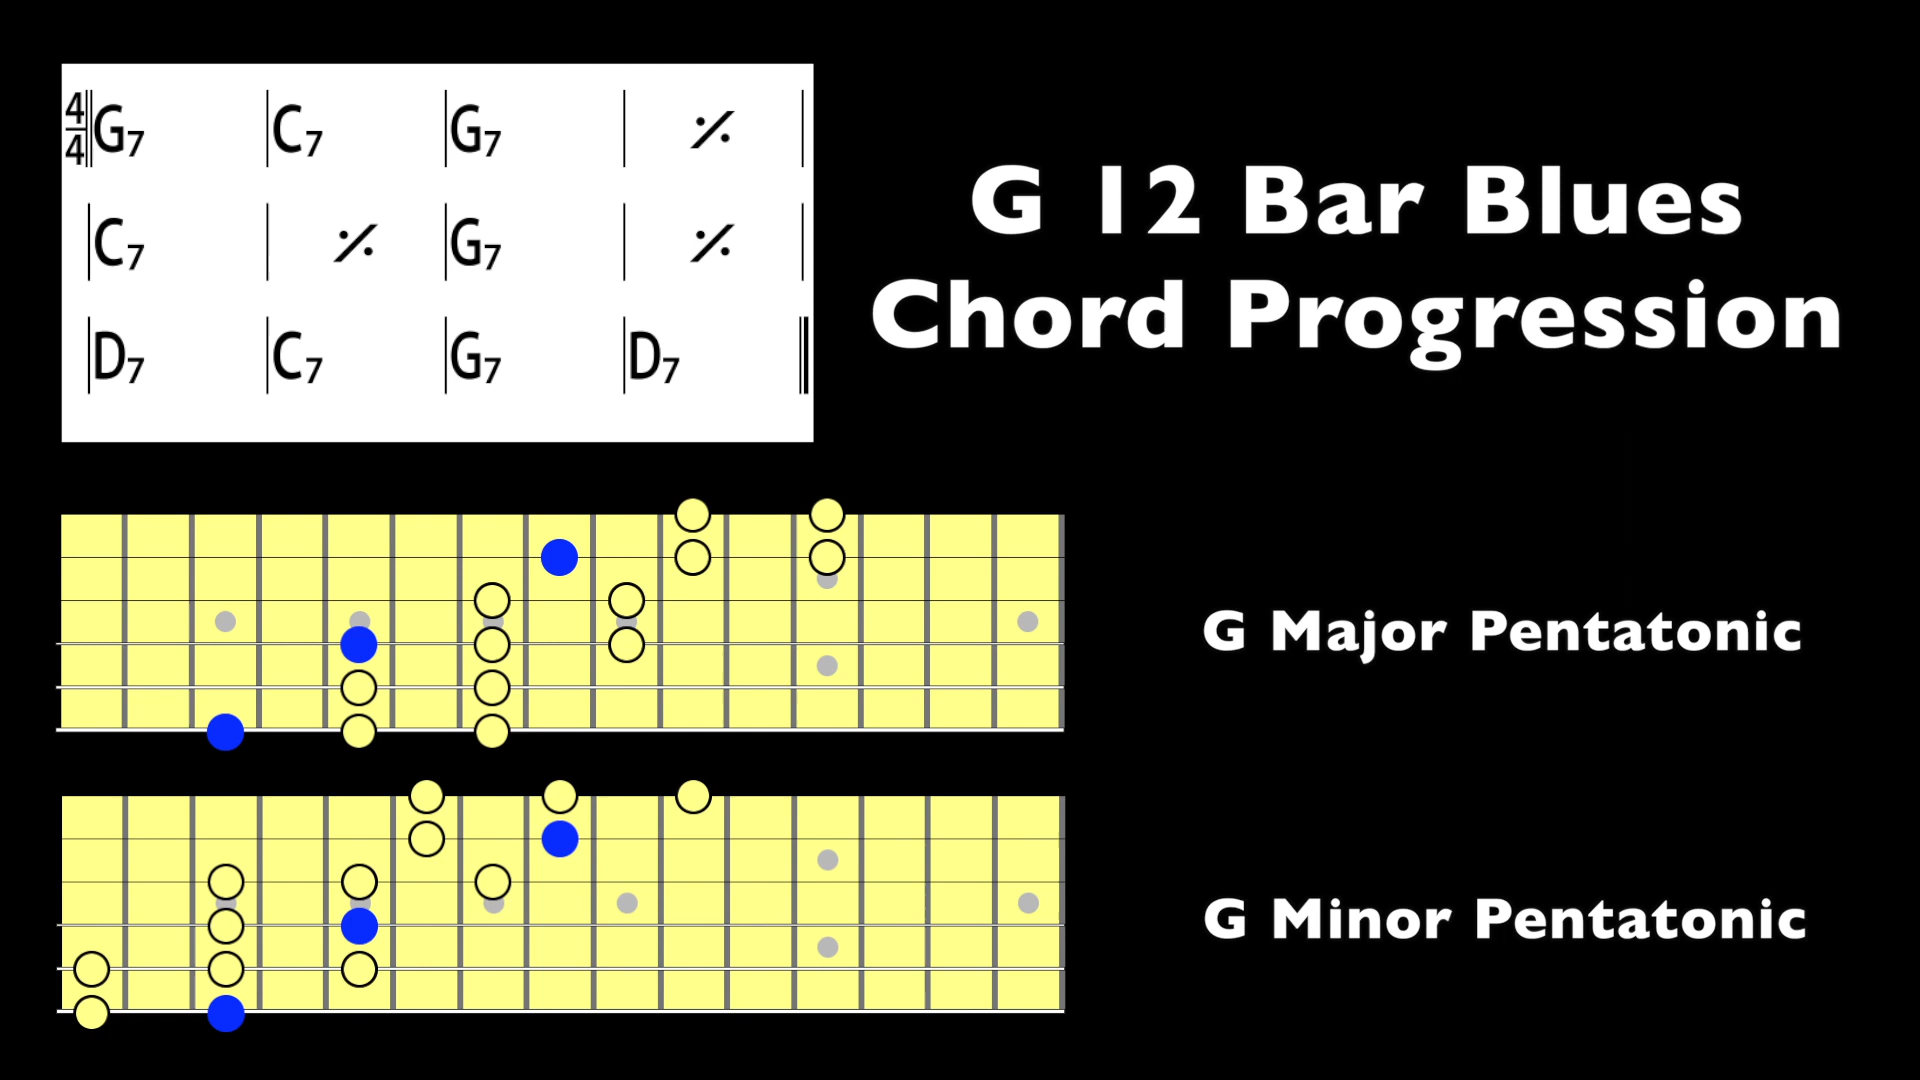 4/4 G7 C7 G7 %
C7 % G7 %
D7 C7 G7 D7
G 12 Bar Blues
Chord Progression
G Major Pentatonic
G Minor Pentatonic